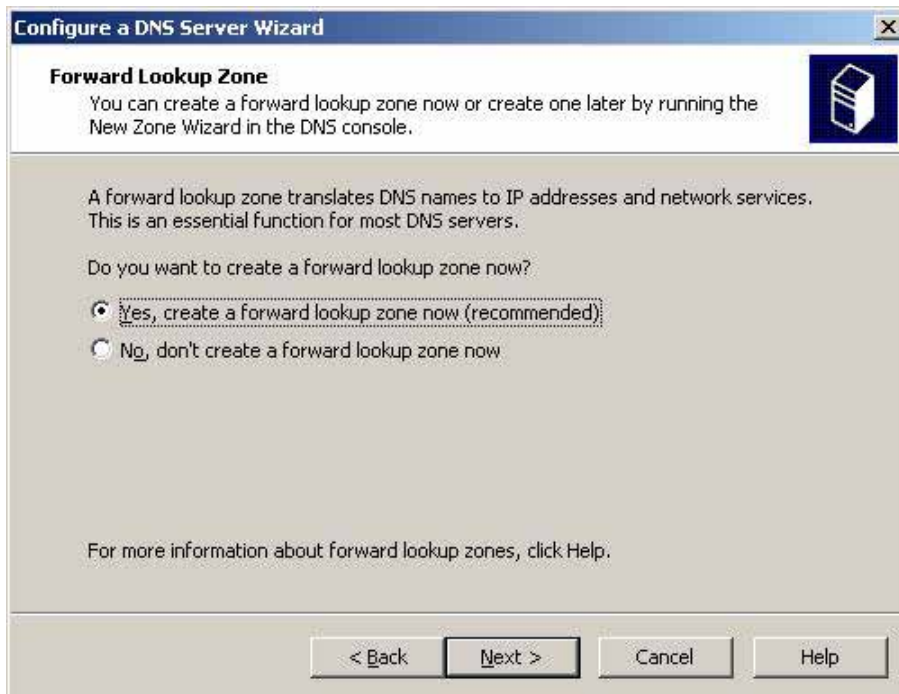 Configure a DNS Server Wizard
Forward Lookup Zone
You can create a forward lookup zone now or create one later by running the
New Zone Wizard in the DNS console.
A forward lookup zone translates DNS names to IP addresses and network services.
This is an essential function for most DNS servers.
Do you want to create a forward lookup zone now?
Yes, create a forward lookup zone now (recommended)
No, don't create a forward lookup zone now
For more information about forward lookup zones, click Help.
< Back Next > Cancel Help